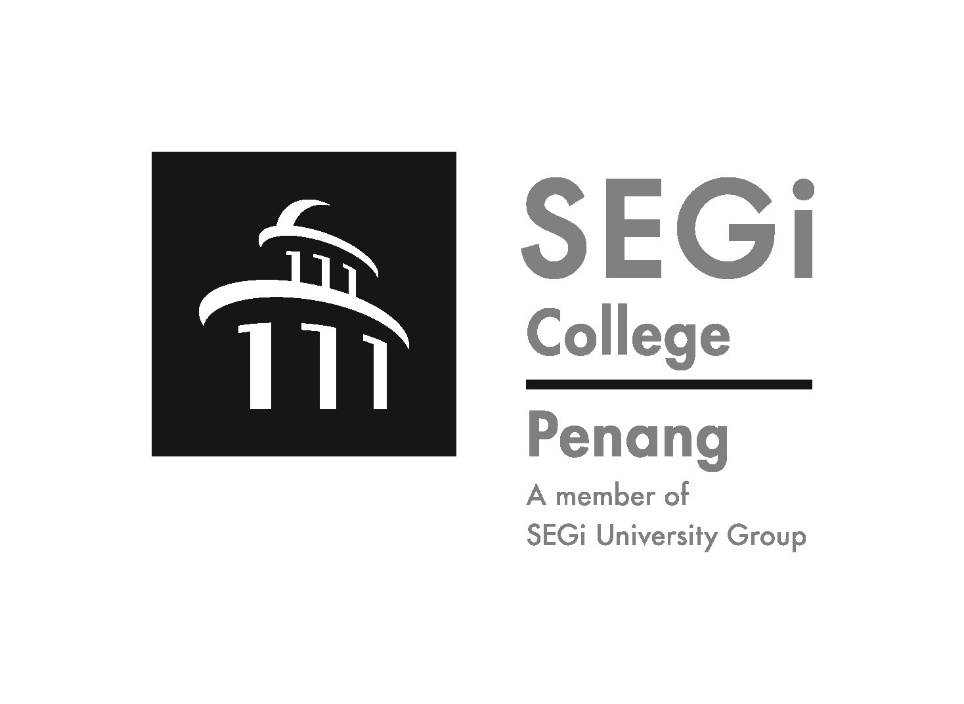 SEGi
College
Penang
A member of
SEGi University Group